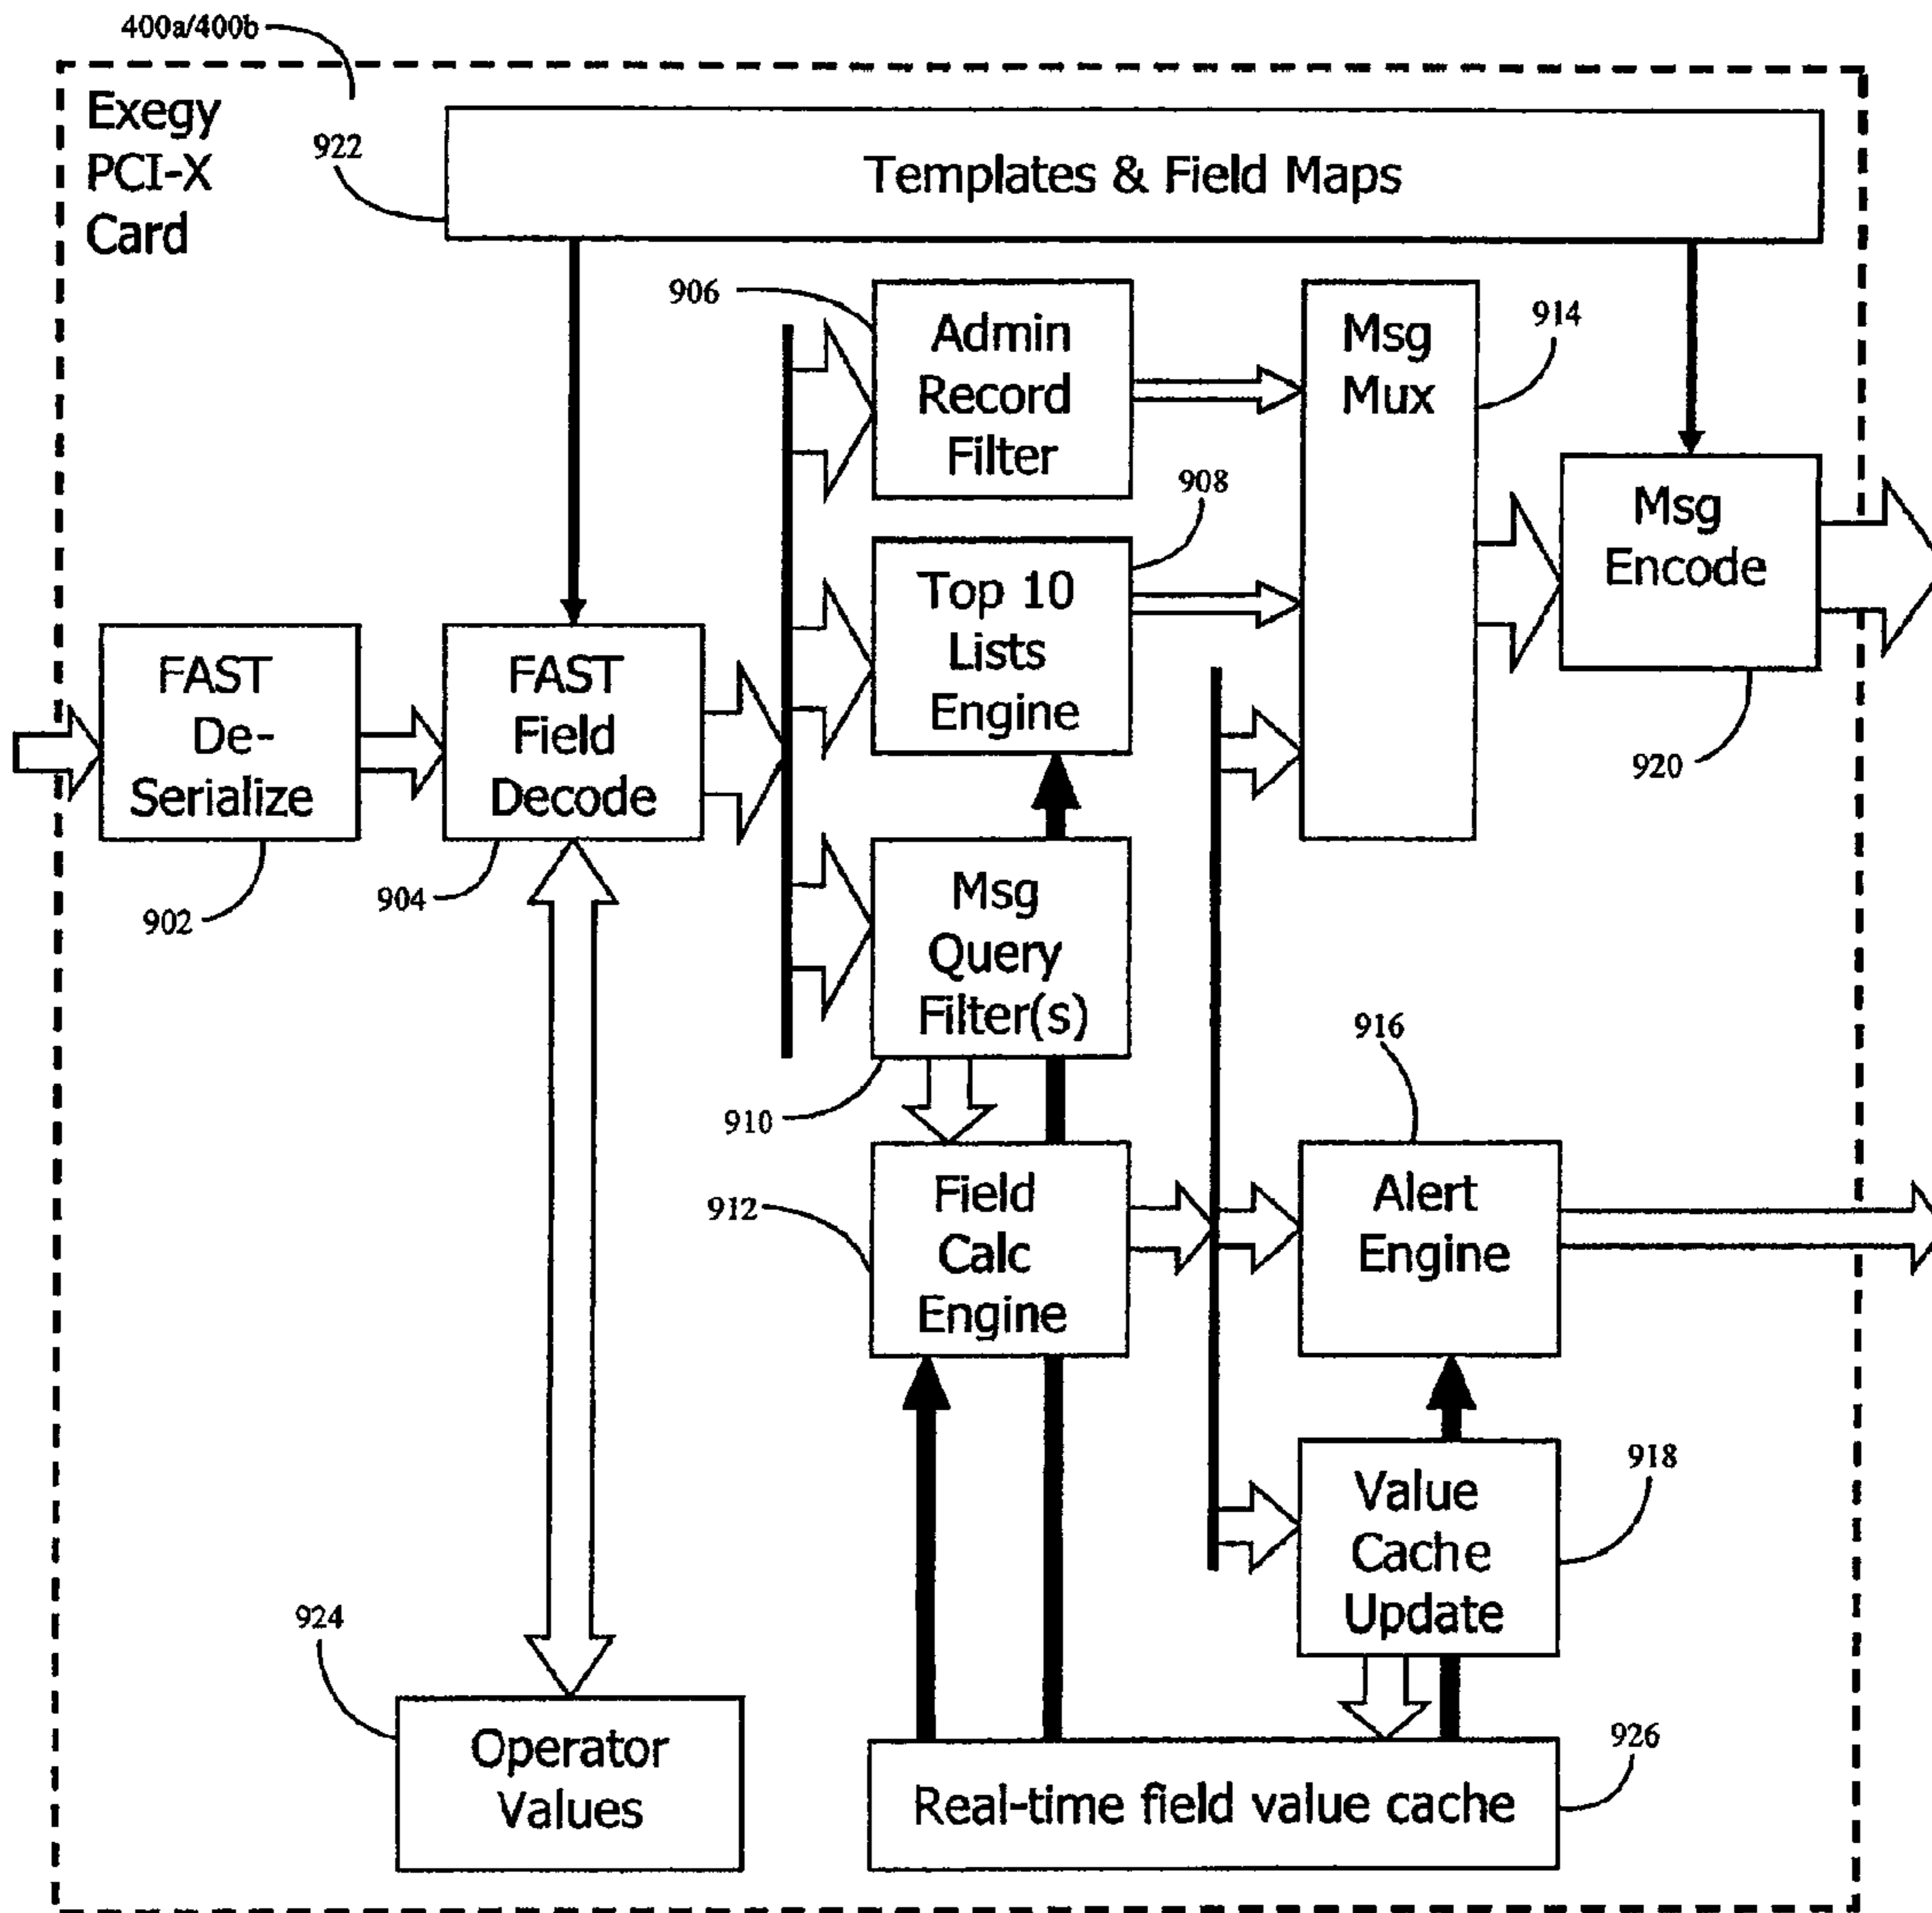 400a/400b
Exegy
PCI-X
Card
922
Templates & Field Maps
906
Admin
Record
Filter
Msg
Mux
914
908
Msg
Encode
Top 10
Lists
Engine
FAST
De-
Serialize
FAST
Field
Decode
920
902
904
Msg
Query
Filter(s)
910
916
912
Field
Calc
Engine
Alert
Engine
918
Value
Cache
Update
924
Operator
Values
926
Real-time field value cache